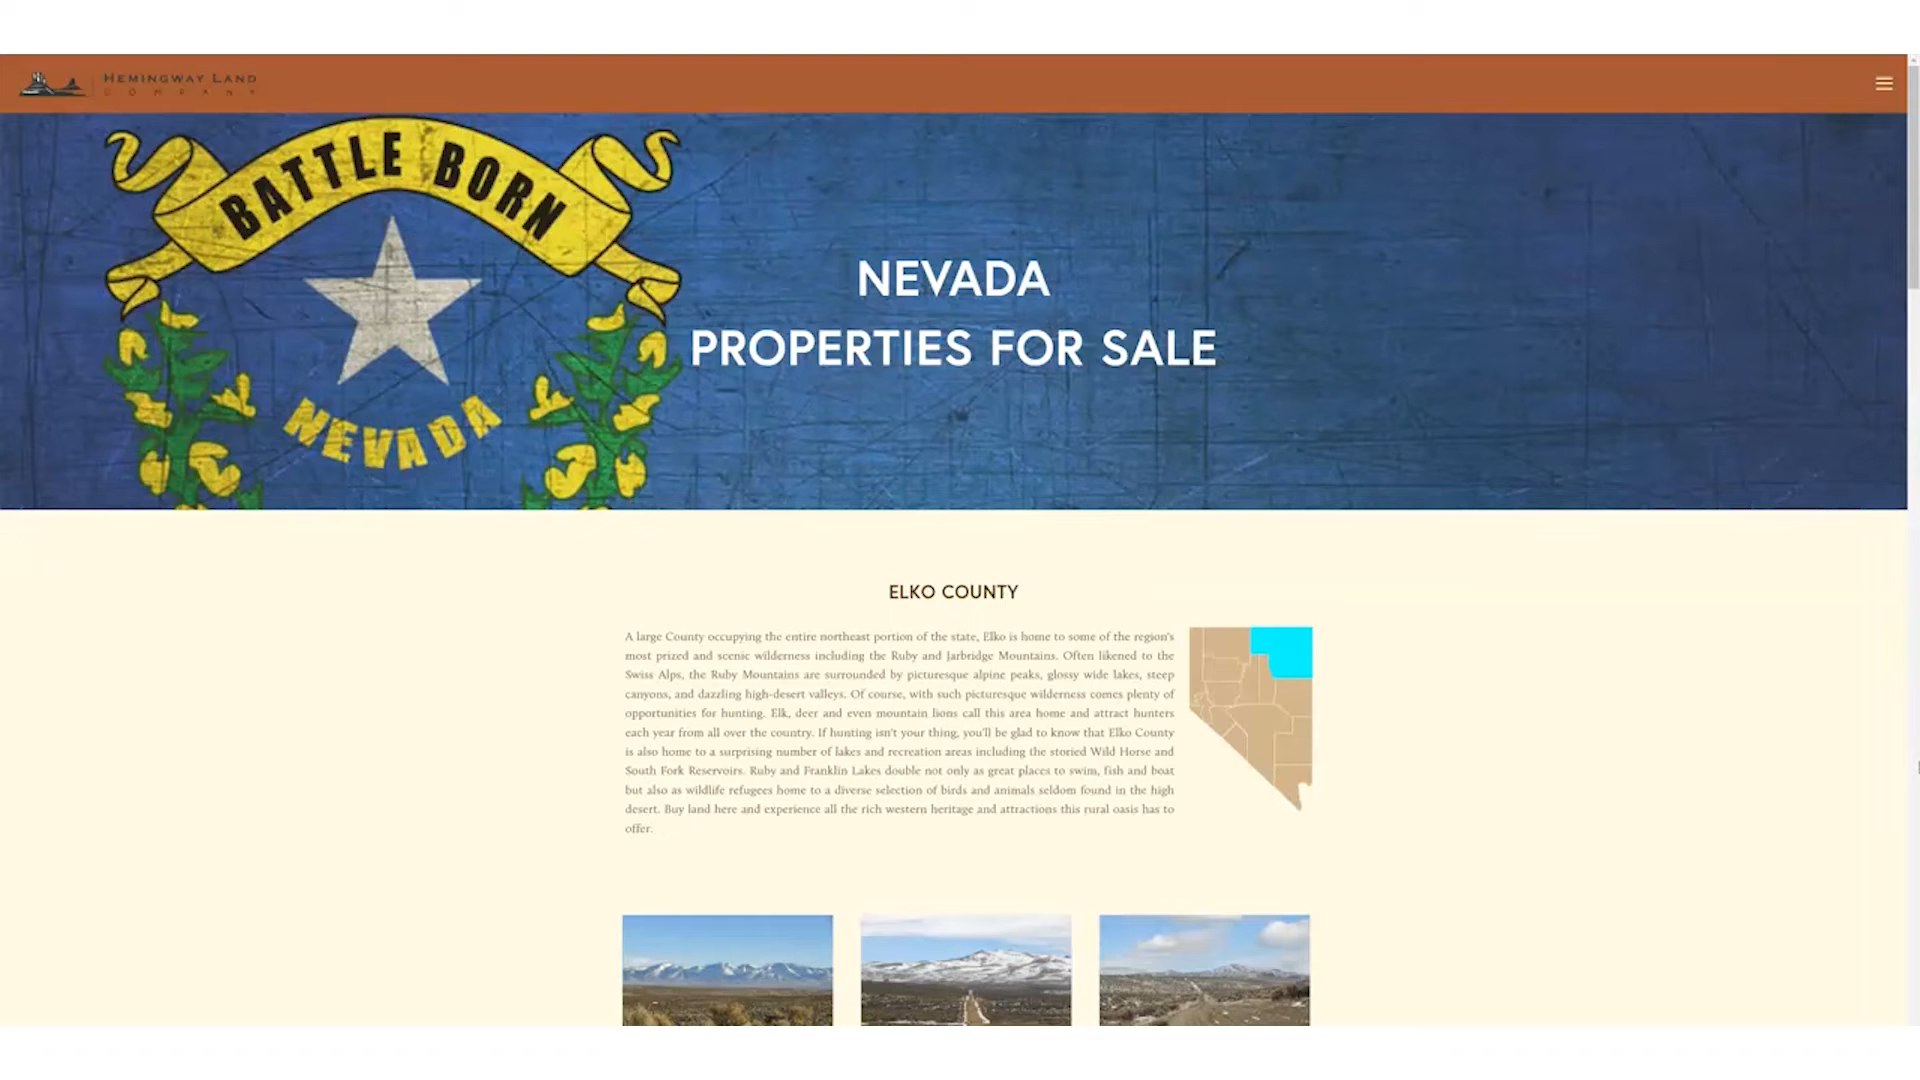 HEMINGWAY LAND
COMPANY
BATTLE BORN
NEVADA
NEVADA
PROPERTIES FOR SALE
ELKO COUNTY
A large County occupying the entire northeast portion of the state, Elko is home to some of the region's
most prized and scenic wilderness including the Ruby and Jarbridge Mountains. Often likened to the
Swiss Alps, the Ruby Mountains are surrounded by picturesque alpine peaks, glossy wide lakes, steep
canyons, and dazzling high-desert valleys. Of course, with such picturesque wilderness comes plenty of
opportunities for hunting. Elk, deer and even mountain lions call this area home and attract hunters
each year from all over the country. If hunting isn't your thing, you'll be glad to know that Elko County
is also home to a surprising number of lakes and recreation areas including the storied Wild Horse and
South Fork Reservoirs. Ruby and Franklin Lakes double not only as great places to swim, fish and boat
but also as wildlife refugees home to a diverse selection of birds and animals seldom found in the high
desert. Buy land here and experience all the rich western heritage and attractions this rural oasis has to
offer.